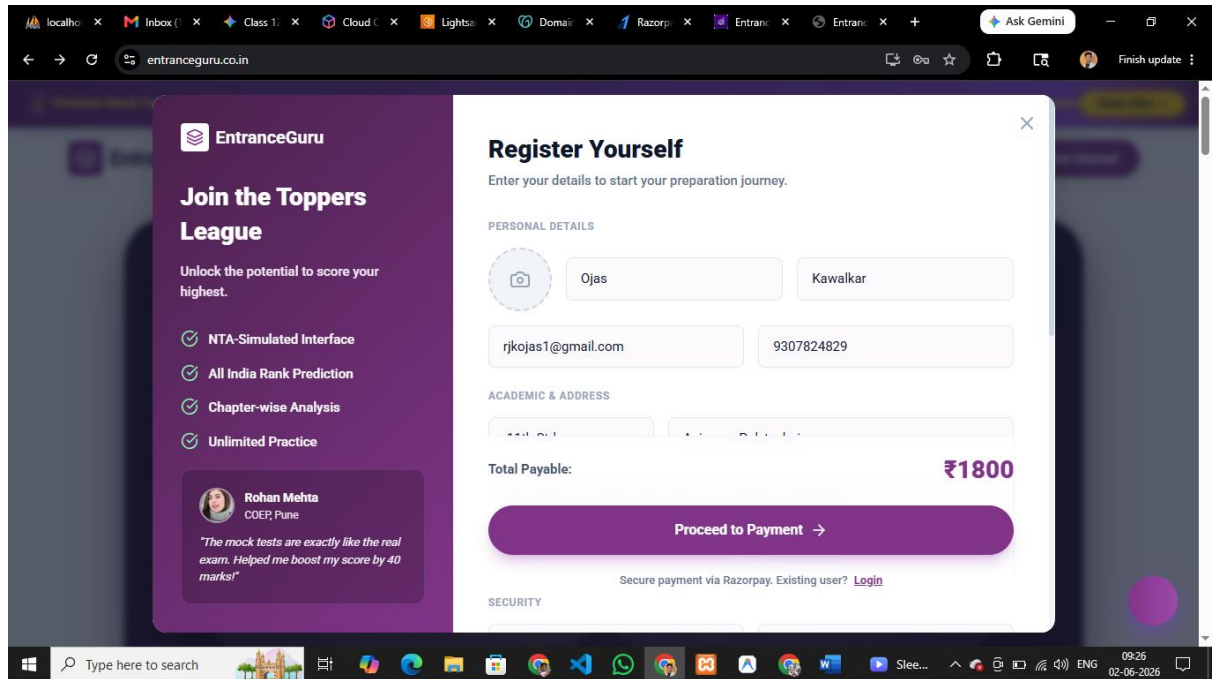 localho
Inbox (1
Class 12
Cloud C
Lightsa
Domain
Razorp
Entranc
Entranc
Ask Gemini
entranceguru.co.in
Finish update
EntranceGuru
Join the Toppers
League
Unlock the potential to score your
highest.
NTA-Simulated Interface
All India Rank Prediction
Chapter-wise Analysis
Unlimited Practice
Rohan Mehta
COEP, Pune
"The mock tests are exactly like the real
exam. Helped me boost my score by 40
marks!"
Register Yourself
Enter your details to start your preparation journey.
PERSONAL DETAILS
Ojas
Kawalkar
rjkojas1@gmail.com
9307824829
ACADEMIC & ADDRESS
Total Payable:
₹1800
Proceed to Payment →
Secure payment via Razorpay. Existing user? Login
SECURITY
Type here to search
Slee...
ENG
09:26
02-06-2026